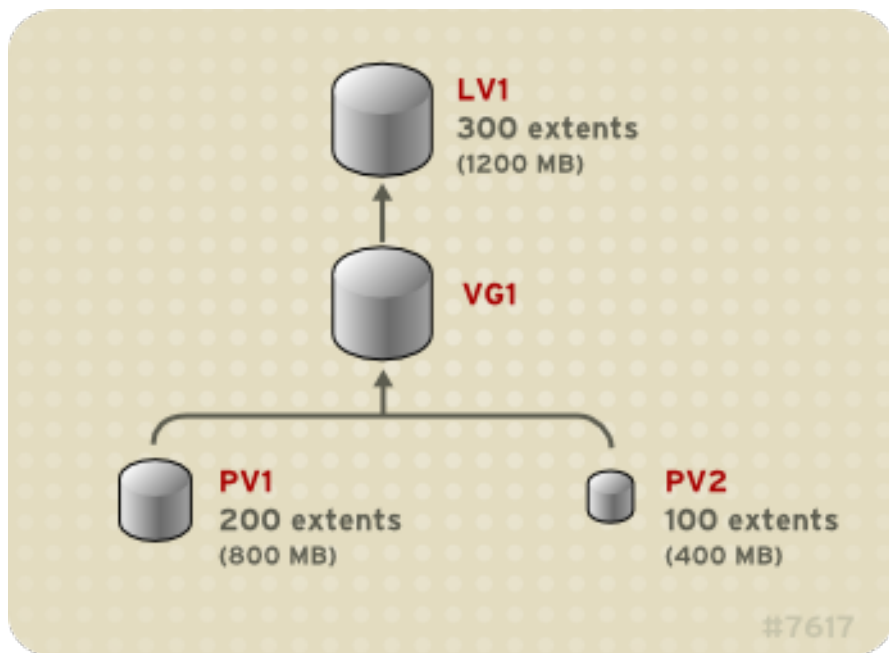 LV1
300 extents
(1200 MB)
VG1
PV1
200 extents
(800 MB)
PV2
100 extents
(400 MB)
#7617